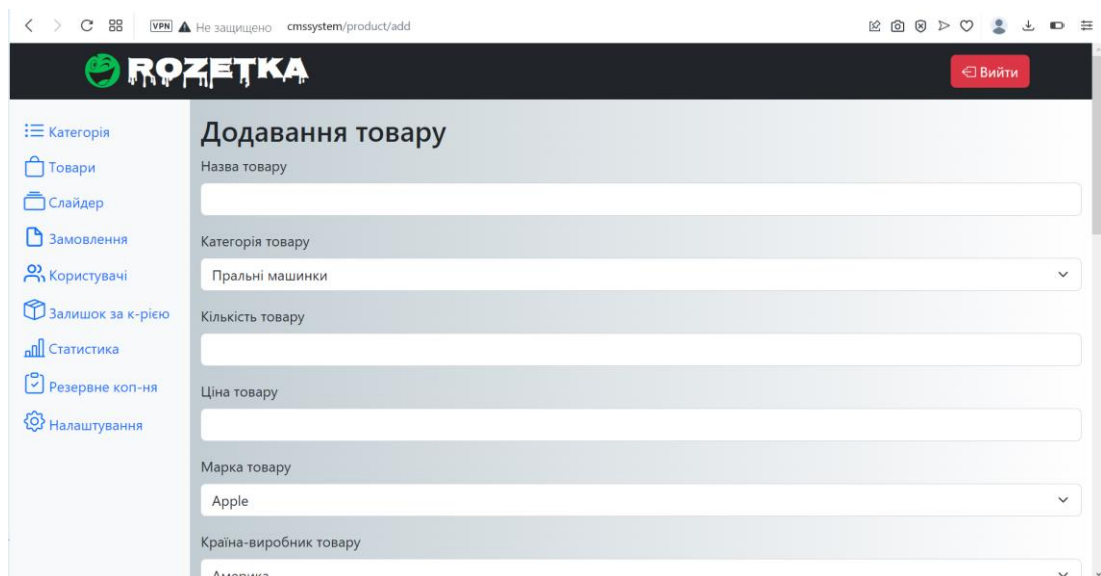 VPN Не защищено cmssystem/product/add
ROZETKA
Вийти
Категорія
Товари
Слайдер
Замовлення
Користувачі
Залишок за к-рією
Статистика
Резервне коп-ня
Налаштування
Додавання товару
Назва товару
Категорія товару
Пральні машинки
Кількість товару
Ціна товару
Марка товару
Apple
Країна-виробник товару
Америка